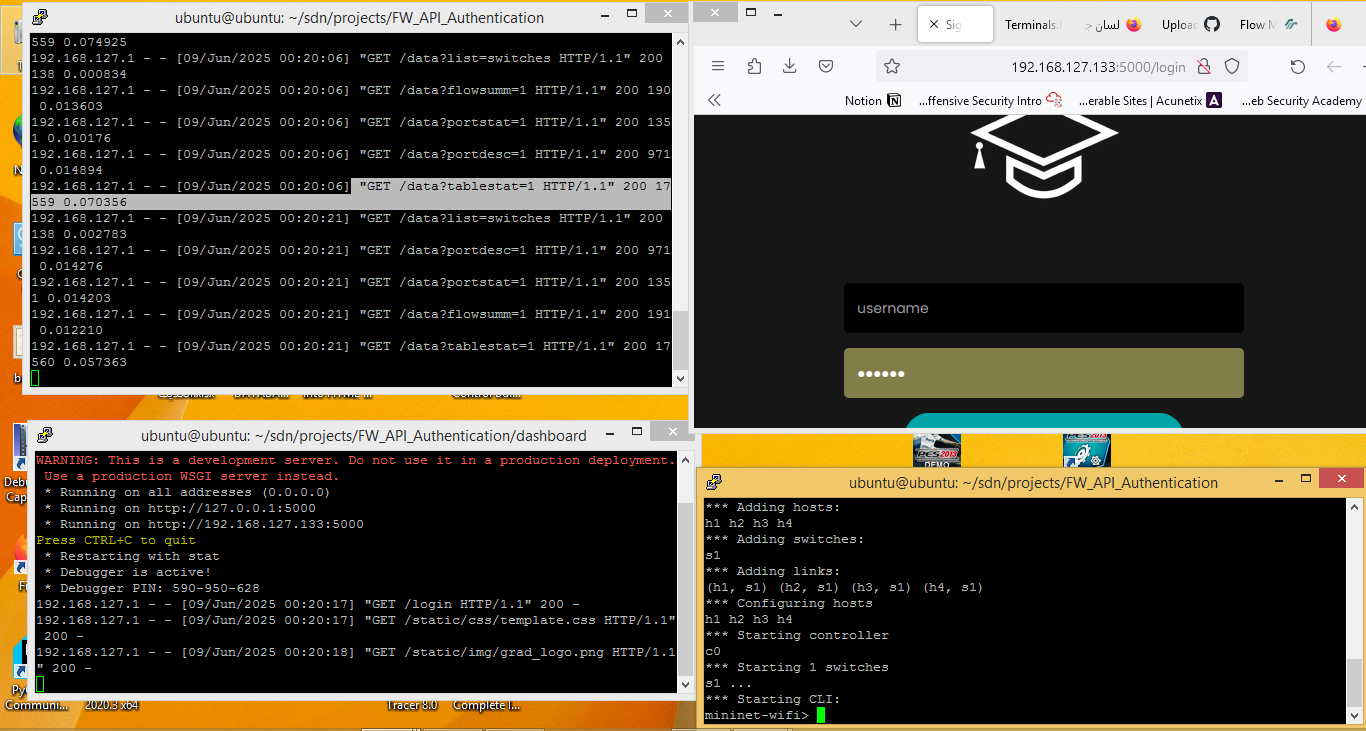 ubuntu@ubuntu: ~/sdn/projects/FW_API_Authentication
559 0.074925
192.168.127.1 - - [09/Jun/2025 00:20:06] "GET /data?list=switches HTTP/1.1" 200
138 0.000834
192.168.127.1 - - [09/Jun/2025 00:20:06] "GET /data?flowsumm=1 HTTP/1.1" 200 190
0.013603
192.168.127.1 - - [09/Jun/2025 00:20:06] "GET /data?portstat=1 HTTP/1.1" 200 135
1 0.010176
192.168.127.1 - - [09/Jun/2025 00:20:06] "GET /data?portdesc=1 HTTP/1.1" 200 971
0.014894
192.168.127.1 - - [09/Jun/2025 00:20:06] "GET /data?tablestat=1 HTTP/1.1" 200 17
559 0.070356
192.168.127.1 - - [09/Jun/2025 00:20:21] "GET /data?list=switches HTTP/1.1" 200
138 0.002783
192.168.127.1 - - [09/Jun/2025 00:20:21] "GET /data?portdesc=1 HTTP/1.1" 200 971
0.014276
192.168.127.1 - - [09/Jun/2025 00:20:21] "GET /data?portstat=1 HTTP/1.1" 200 135
1 0.014203
192.168.127.1 - - [09/Jun/2025 00:20:21] "GET /data?flowsumm=1 HTTP/1.1" 200 191
0.012210
192.168.127.1 - - [09/Jun/2025 00:20:21] "GET /data?tablestat=1 HTTP/1.1" 200 17
560 0.057363
Sig
Terminals.
لسان
Upload
Flow M
192.168.127.133:5000/login
Notion
...ffensive Security Intro
...erable Sites | Acunetix
A
...eb Security Academy
username
ubuntu@ubuntu: ~/sdn/projects/FW_API_Authentication/dashboard
WARNING: This is a development server. Do not use it in a production deployment.
Use a production WSGI server instead.
* Running on all addresses (0.0.0.0)
* Running on http://127.0.0.1:5000
* Running on http://192.168.127.133:5000
Press CTRL+C to quit
* Restarting with stat
* Debugger is active!
* Debugger PIN: 590-950-628
192.168.127.1 - - [09/Jun/2025 00:20:17] "GET /login HTTP/1.1" 200 -
192.168.127.1 - - [09/Jun/2025 00:20:17] "GET /static/css/template.css HTTP/1.1"
200 -
192.168.127.1 - - [09/Jun/2025 00:20:18] "GET /static/img/grad_logo.png HTTP/1.1
" 200 -
Communi...
2020.3 x64
Tracer 8.0
Complete I...
PES2013
DEMO
PES2013
ubuntu@ubuntu: ~/sdn/projects/FW_API_Authentication
*** Adding hosts:
h1 h2 h3 h4
*** Adding switches:
s1
*** Adding links:
(h1, s1) (h2, s1) (h3, s1) (h4, s1)
*** Configuring hosts
h1 h2 h3 h4
*** Starting controller
c0
*** Starting 1 switches
s1 ...
*** Starting CLI:
mininet-wifi>